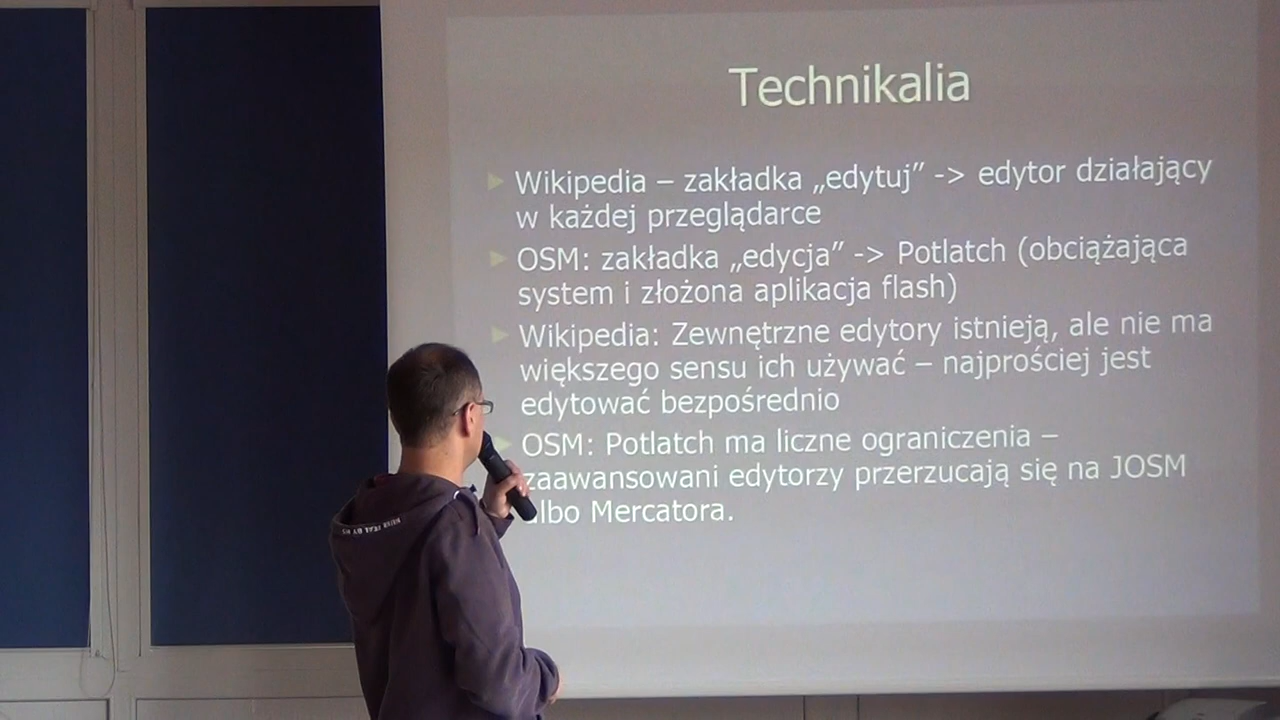 Technikalia
Wikipedia – zakładka „edytuj” -> edytor działający
w każdej przeglądarce
OSM: zakładka „edycja” -> Potlatch (obciążająca
system i złożona aplikacja flash)
Wikipedia: Zewnętrzne edytory istnieją, ale nie ma
większego sensu ich używać – najprościej jest
edytować bezpośrednio
OSM: Potlatch ma liczne ograniczenia –
zaawansowani edytorzy przerzucają się na JOSM
albo Mercatora.